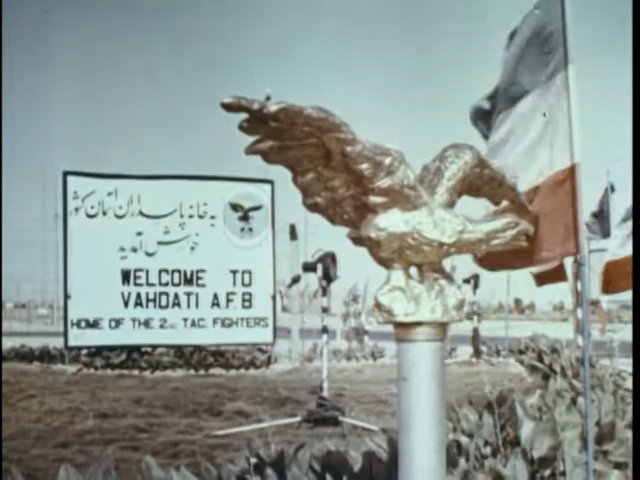 به خانه پاسداران آسمان کشور
خوش آمدید
WELCOME TO
VAHDATI A.F.B
HOME OF THE 2ND TAC. FIGHTERS